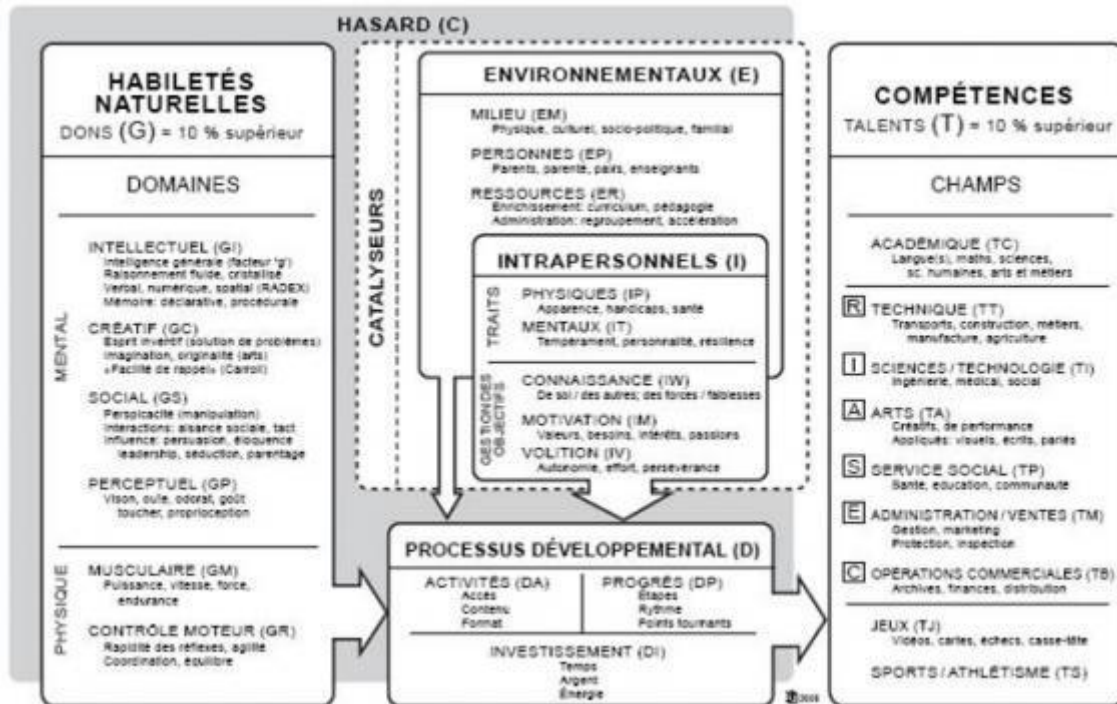 HASARD (C)
HABILETÉS
NATURELLES
DONS (G) = 10 % supérieur
DOMAINES
MENTAL
INTELLECTUEL (GI)
Intelligence générale (facteur 'g')
Raisonnement fluide, cristallisé
Verbal, numérique, spatial (RADEX)
Mémoire: déclarative, procédurale
CRÉATIF (GC)
Esprit inventif (solution de problèmes)
Imagination, originalité (arts)
«Facilité de rappel» (Carroll)
SOCIAL (GS)
Perspicacité (manipulation)
Interactions: aisance sociale, tact
Influence: persuasion, éloquence
leadership, séduction, parentage
PERCEPTUEL (GP)
Vison, ouïe, odorat, goût
toucher, proprioception
PHYSIQUE
MUSCULAIRE (GM)
Puissance, vitesse, force,
endurance
CONTRÔLE MOTEUR (GR)
Rapidité des réflexes, agilité
Coordination, équilibre
CATALYSEURS
ENVIRONNEMENTAUX (E)
MILIEU (EM)
Physique, culturel, socio-politique, familial
PERSONNES (EP)
Parents, parenté, pairs, enseignants
RESSOURCES (ER)
Enrichissement: curriculum, pédagogie
Administration: regroupement, accélération
INTRAPERSONNELS (I)
TRAITS
PHYSIQUES (IP)
Apparence, handicaps, santé
MENTAUX (IT)
Tempérament, personnalité, résilience
GESTION DES
OBJECTIFS
CONNAISSANCE (IW)
De soi / des autres; des forces / faiblesses
MOTIVATION (IM)
Valeurs, besoins, intérêts, passions
VOLITION (IV)
Autonomie, effort, persévérance
PROCESSUS DÉVELOPPEMENTAL (D)
ACTIVITÉS (DA)
Accès
Contenu
Format
PROGRÈS (DP)
Étapes
Rythme
Points tournants
INVESTISSEMENT (DI)
Temps
Argent
Énergie
COMPÉTENCES
TALENTS (T) = 10 % supérieur
CHAMPS
ACADÉMIQUE (TC)
Langue(s), maths, sciences,
sc. humaines, arts et métiers
R TECHNIQUE (TT)
Transports, construction, métiers,
manufacture, agriculture
I SCIENCES / TECHNOLOGIE (TI)
Ingénierie, médical, social
A ARTS (TA)
Créatifs, de performance
Appliqués: visuels, écrits, parlés
S SERVICE SOCIAL (TP)
Santé, éducation, communauté
E ADMINISTRATION / VENTES (TM)
Gestion, marketing
Protection, inspection
C OPÉRATIONS COMMERCIALES (TB)
Archives, finances, distribution
JEUX (TJ)
Vidéos, cartes, échecs, casse-tête
SPORTS / ATHLÉTISME (TS)